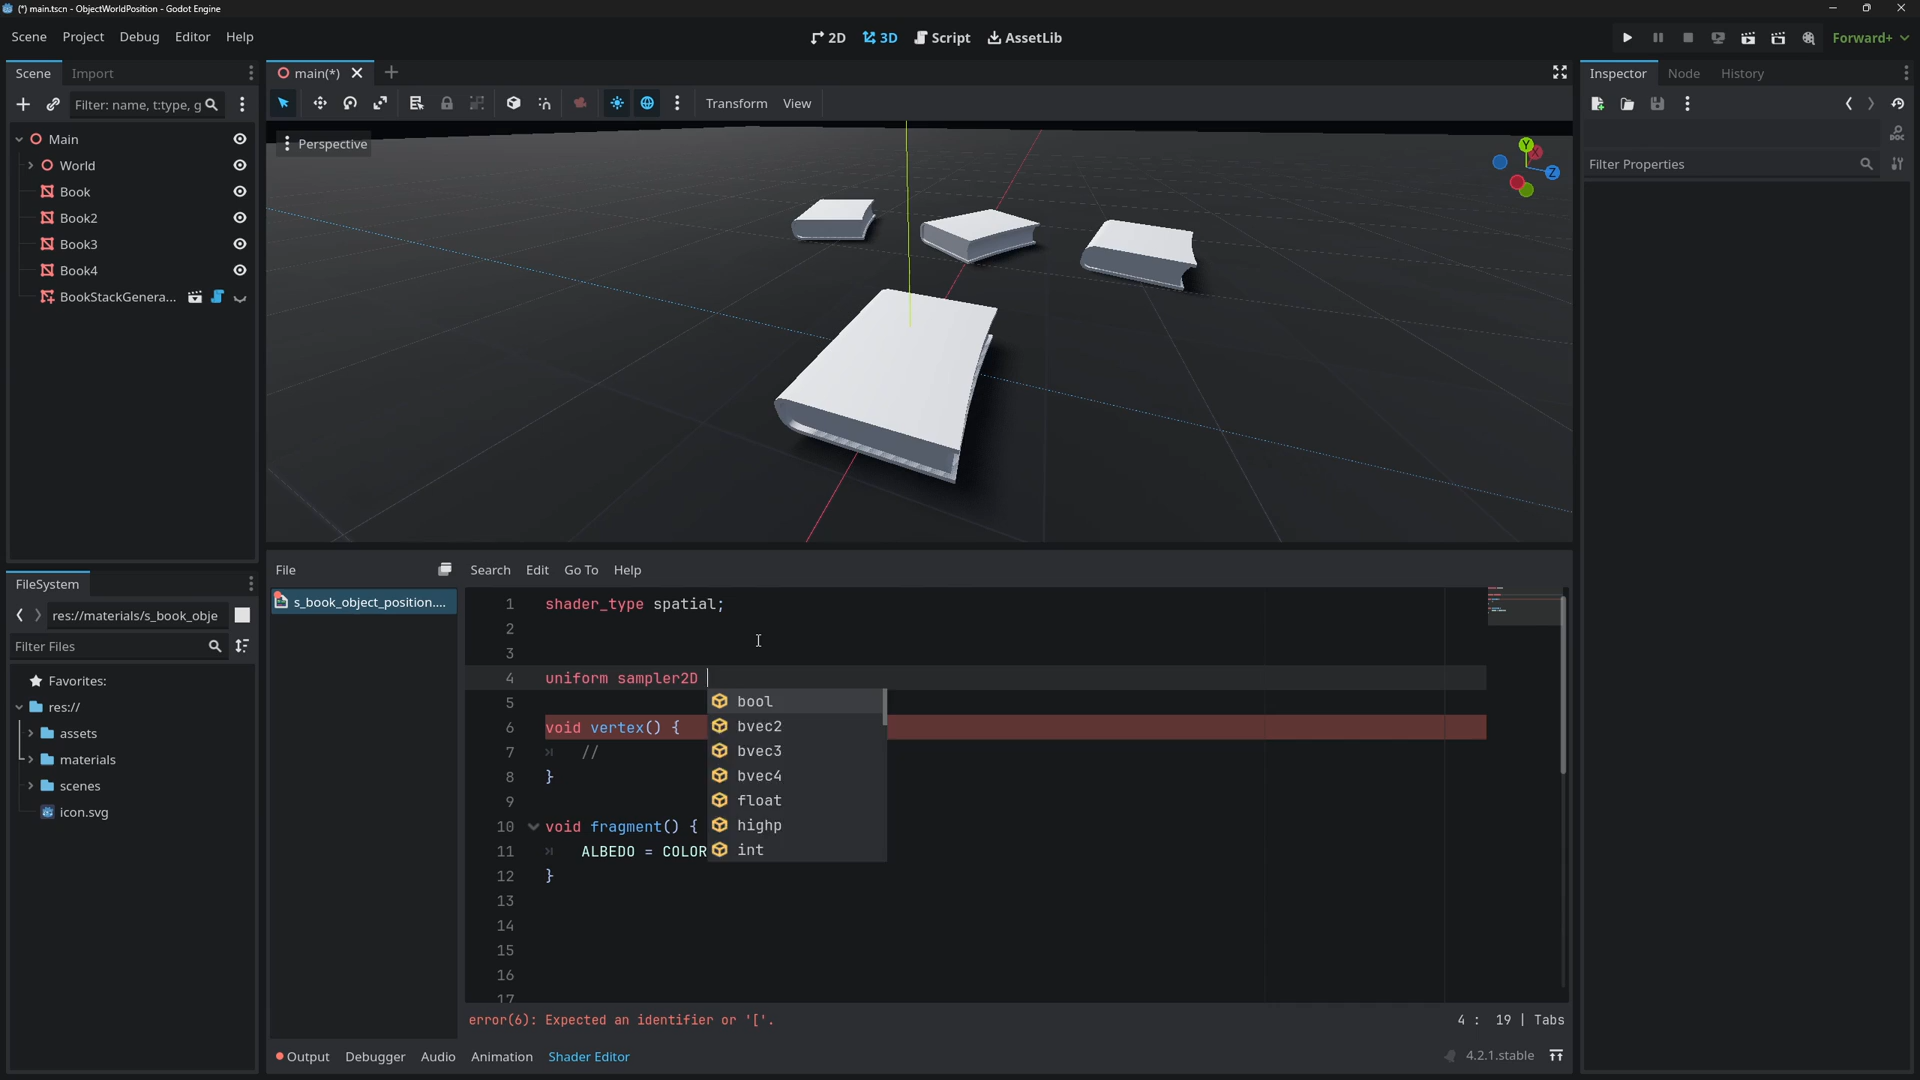 (*) main.tscn - ObjectWorldPosition - Godot Engine
Scene Project Debug Editor Help
2D 3D Script AssetLib
Forward+
Scene Import
main(*)
Inspector Node History
Filter: name, t:type, g
Transform View
Perspective
Y X Z
DOC
Filter Properties
Main
World
Book
Book2
Book3
Book4
BookStackGenera...
FileSystem
res://materials/s_book_obje
Filter Files
Favorites:
res://
assets
materials
scenes
icon.svg
File
Search Edit Go To Help
s_book_object_position....
1 shader_type spatial;
2
3
4 uniform sampler2D
5
6 void vertex() {
7 //
8 }
9
10 void fragment() {
11 ALBEDO = COLOR
12 }
13
14
15
16
17
bool
bvec2
bvec3
bvec4
float
highp
int
error(6): Expected an identifier or '['.
4 : 19 | Tabs
Output Debugger Audio Animation Shader Editor
4.2.1.stable